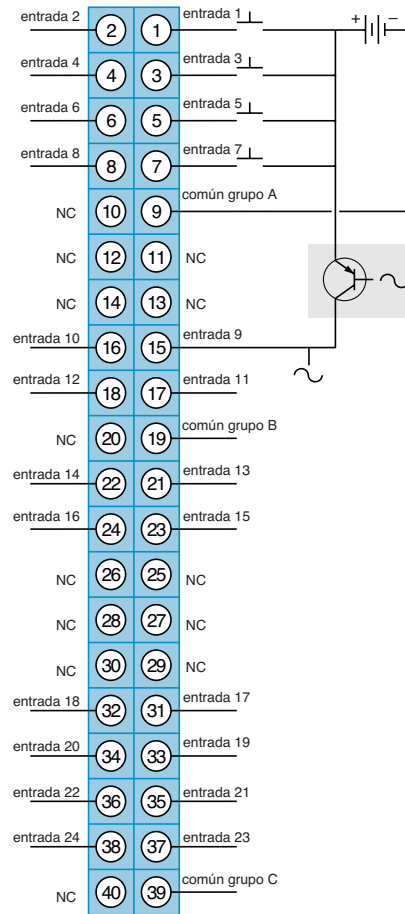 entrada 2 2 1 entrada 1 + –
entrada 4 4 3 entrada 3
entrada 6 6 5 entrada 5
entrada 8 8 7 entrada 7
NC 10 9 común grupo A
NC 12 11 NC
NC 14 13 NC
entrada 10 16 15 entrada 9
entrada 12 18 17 entrada 11
NC 20 19 común grupo B
entrada 14 22 21 entrada 13
entrada 16 24 23 entrada 15
NC 26 25 NC
NC 28 27 NC
NC 30 29 NC
entrada 18 32 31 entrada 17
entrada 20 34 33 entrada 19
entrada 22 36 35 entrada 21
entrada 24 38 37 entrada 23
NC 40 39 común grupo C